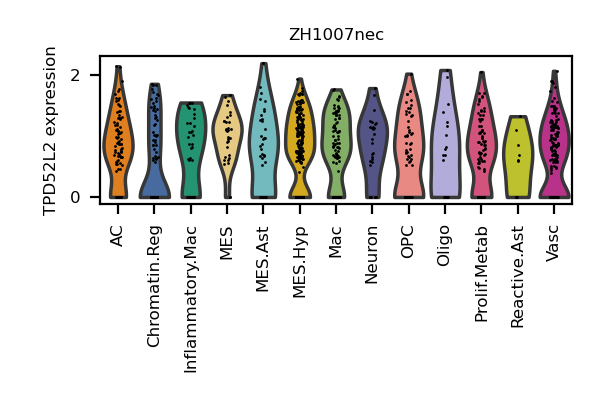 ZH1007nec
TPD52L2 expression
2
0
AC
Chromatin.Reg
Inflammatory.Mac
MES
MES.Ast
MES.Hyp
Mac
Neuron
OPC
Oligo
Prolif.Metab
Reactive.Ast
Vasc